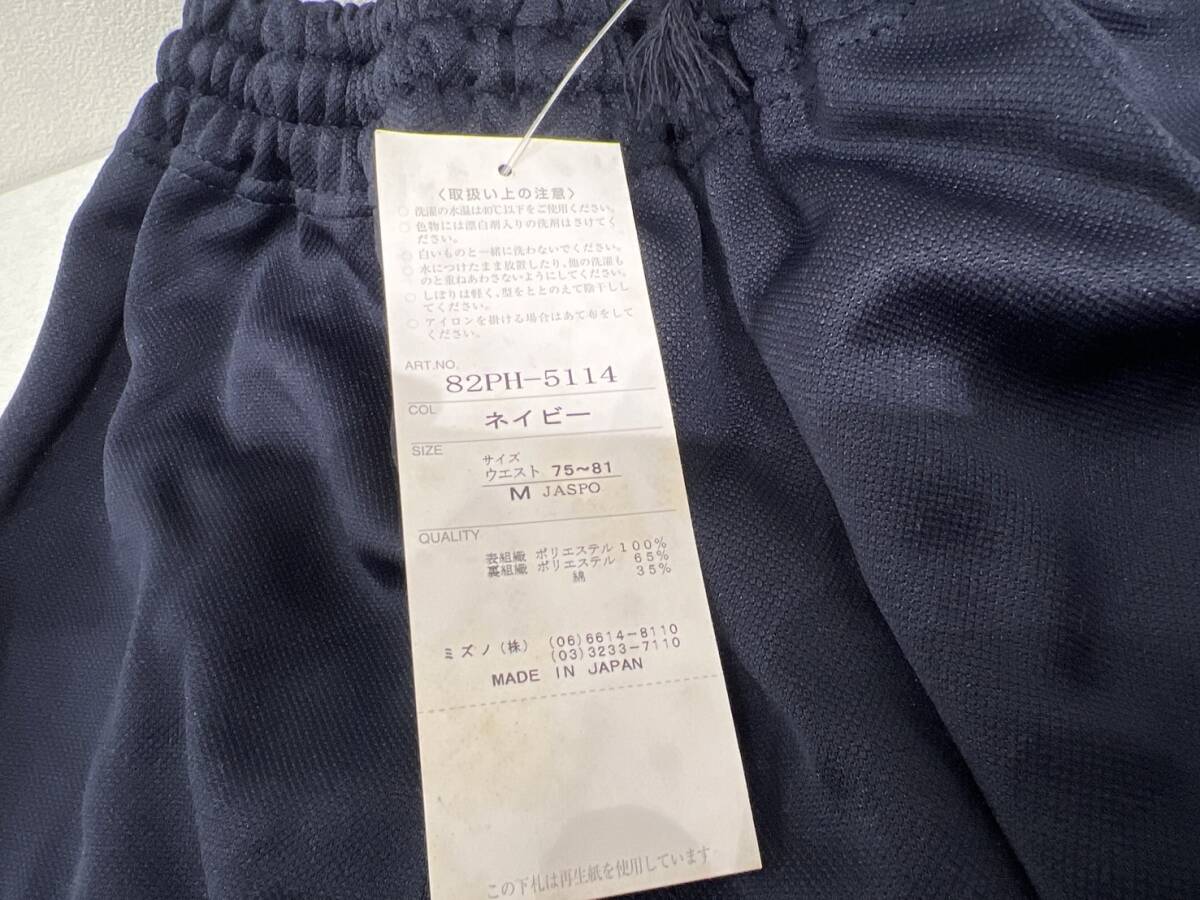 〈取扱い上の注意〉
○ 洗濯の水温は40℃以下をご使用ください。
○ 色物には漂白剤入りの洗剤はさけてく
ださい。
○ 白いものと一緒に洗わないでください。
○ 水につけたまま放置したり、他の洗濯も
のと重ねあわさないようにしてください。
○ しぼりは軽く、型をととのえて陰干しし
てください。
○ アイロンを掛ける場合はあて布をして
ください。
ART.NO. 82PH-5114
COL ネイビー
SIZE サイズ
ウエスト 75~81
M JASPO
QUALITY
表組織 ポリエステル 100%
裏組織 ポリエステル 65%
綿 35%
ミズノ(株) (06)6614-8110
(03)3233-7110
MADE IN JAPAN
この下札は再生紙を使用しています